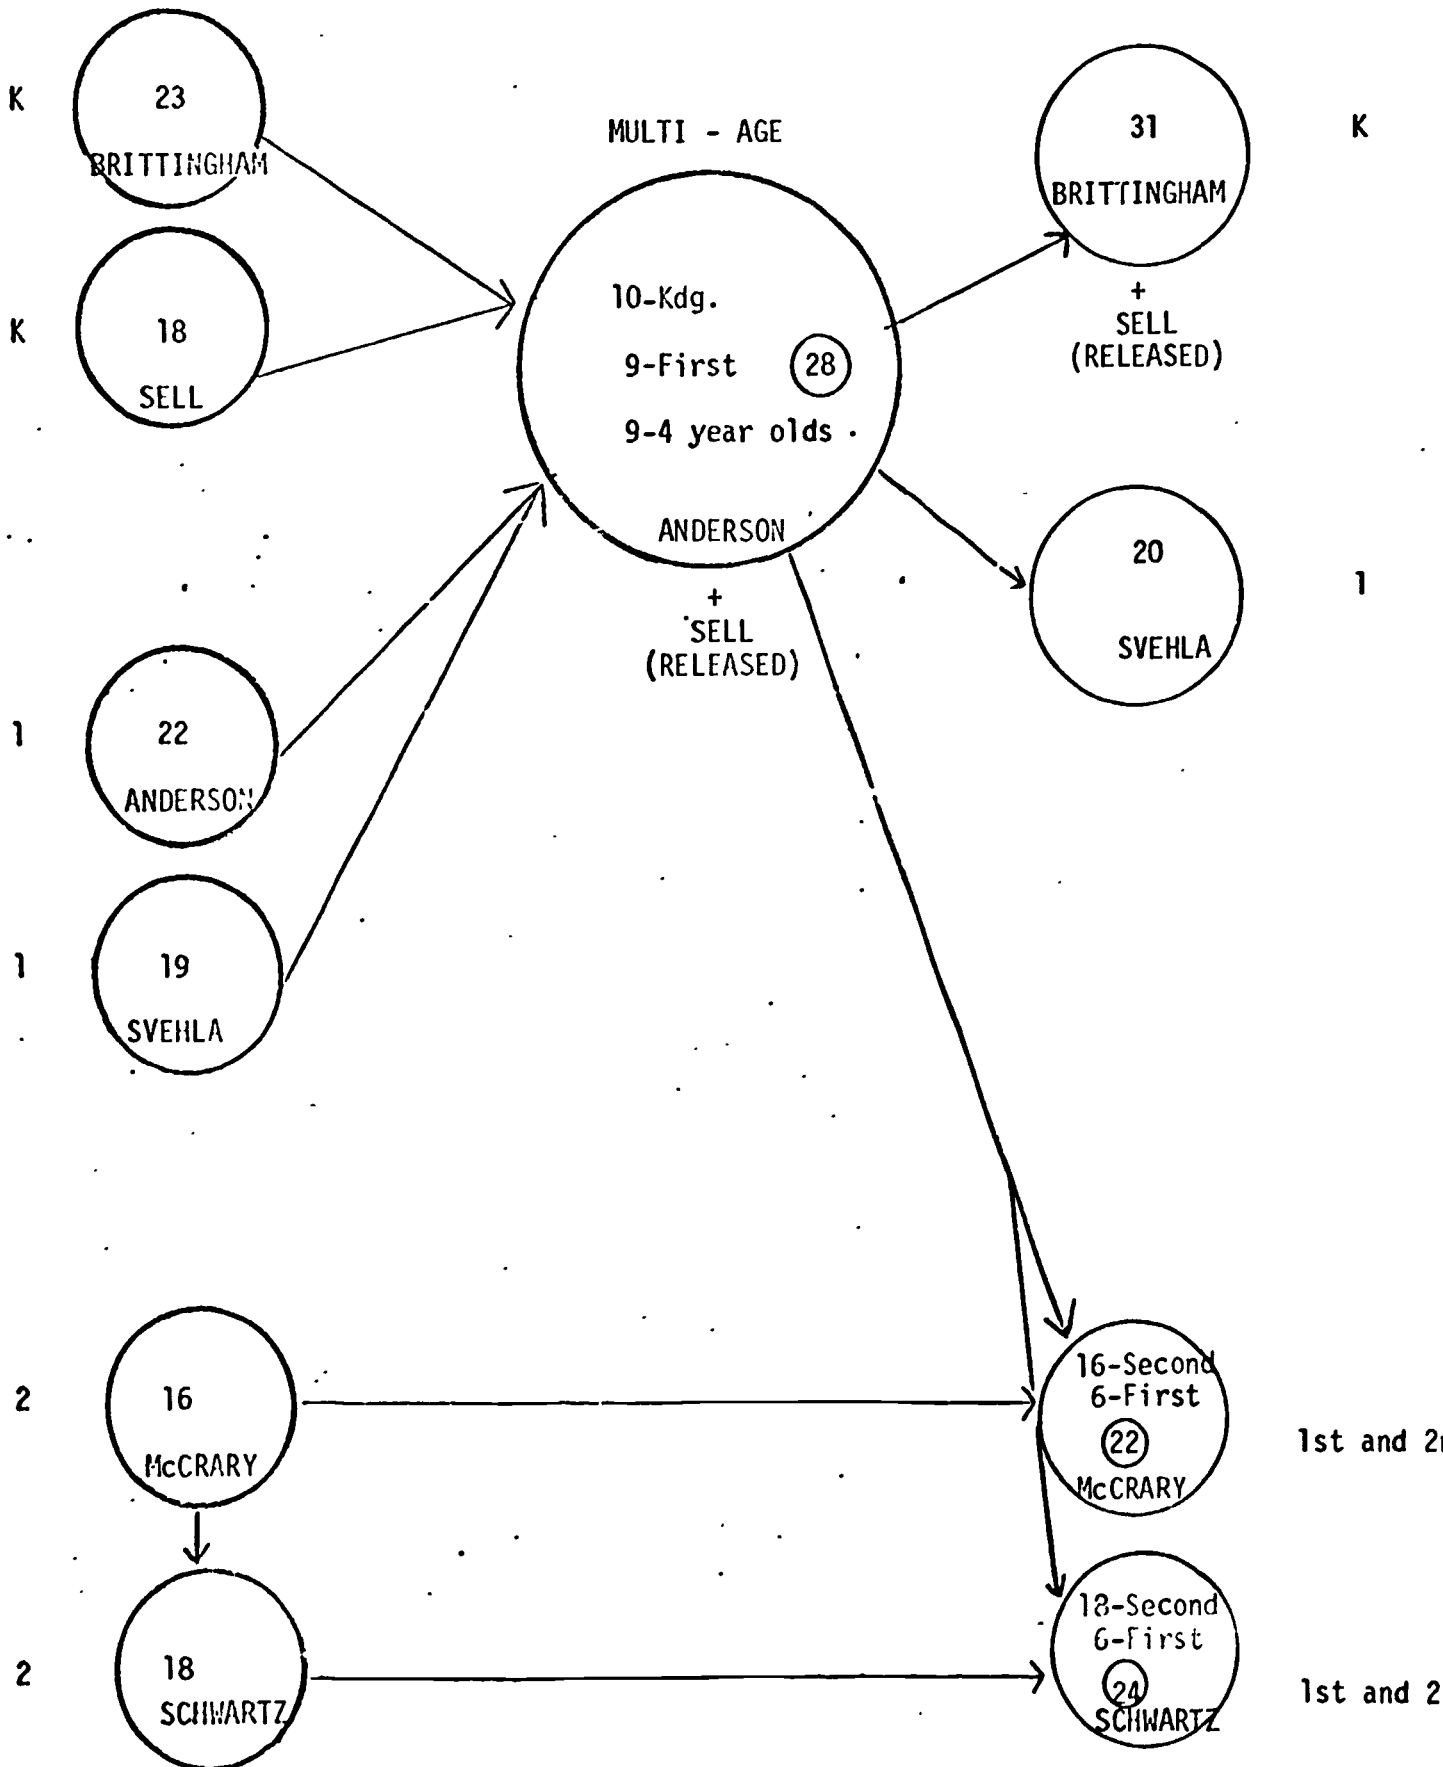 K
23
BRITTINGHAM
K
18
SELL
1
22
ANDERSON
1
19
SVEHLA
2
16
McCRARY
2
18
SCHWARTZ
MULTI - AGE
10-Kdg.
9-First
28
9-4 year olds
ANDERSON
+
SELL
(RELEASED)
31
K
BRITTINGHAM
+
SELL
(RELEASED)
20
1
SVEHLA
16-Second
6-First
22
McCRARY
1st and 2
18-Second
6-First
24
SCHWARTZ
1st and 2